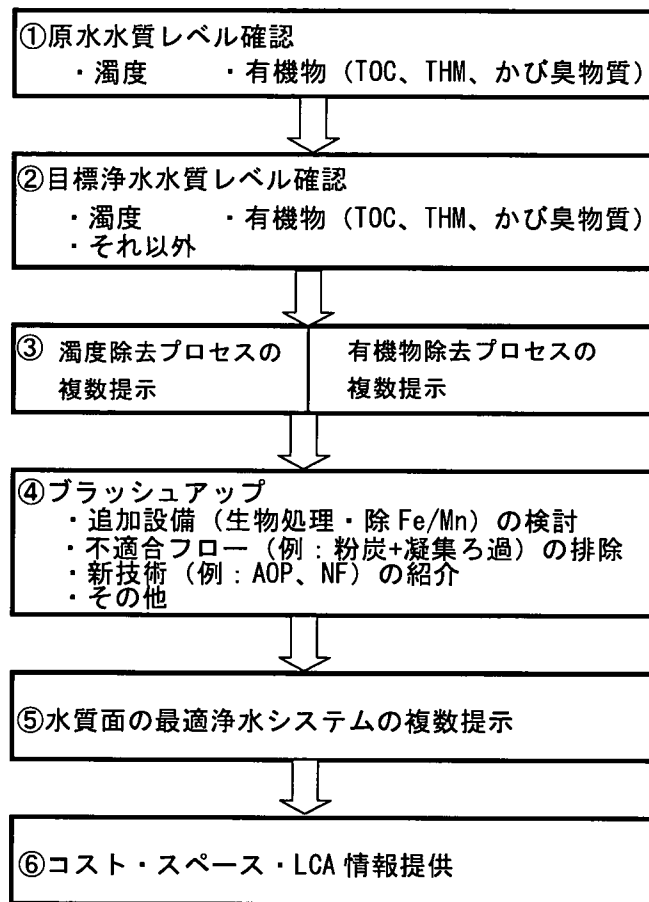 ①原水水質レベル確認
・濁度　・有機物（TOC、THM、かび臭物質）
②目標浄水水質レベル確認
・濁度　・有機物（TOC、THM、かび臭物質）
・それ以外
③ 濁度除去プロセスの
複数提示
有機物除去プロセスの
複数提示
④ブラッシュアップ
・追加設備（生物処理・除Fe/Mn）の検討
・不適合フロー（例：粉炭+凝集ろ過）の排除
・新技術（例：AOP、NF）の紹介
・その他
⑤水質面の最適浄水システムの複数提示
⑥コスト・スペース・LCA情報提供